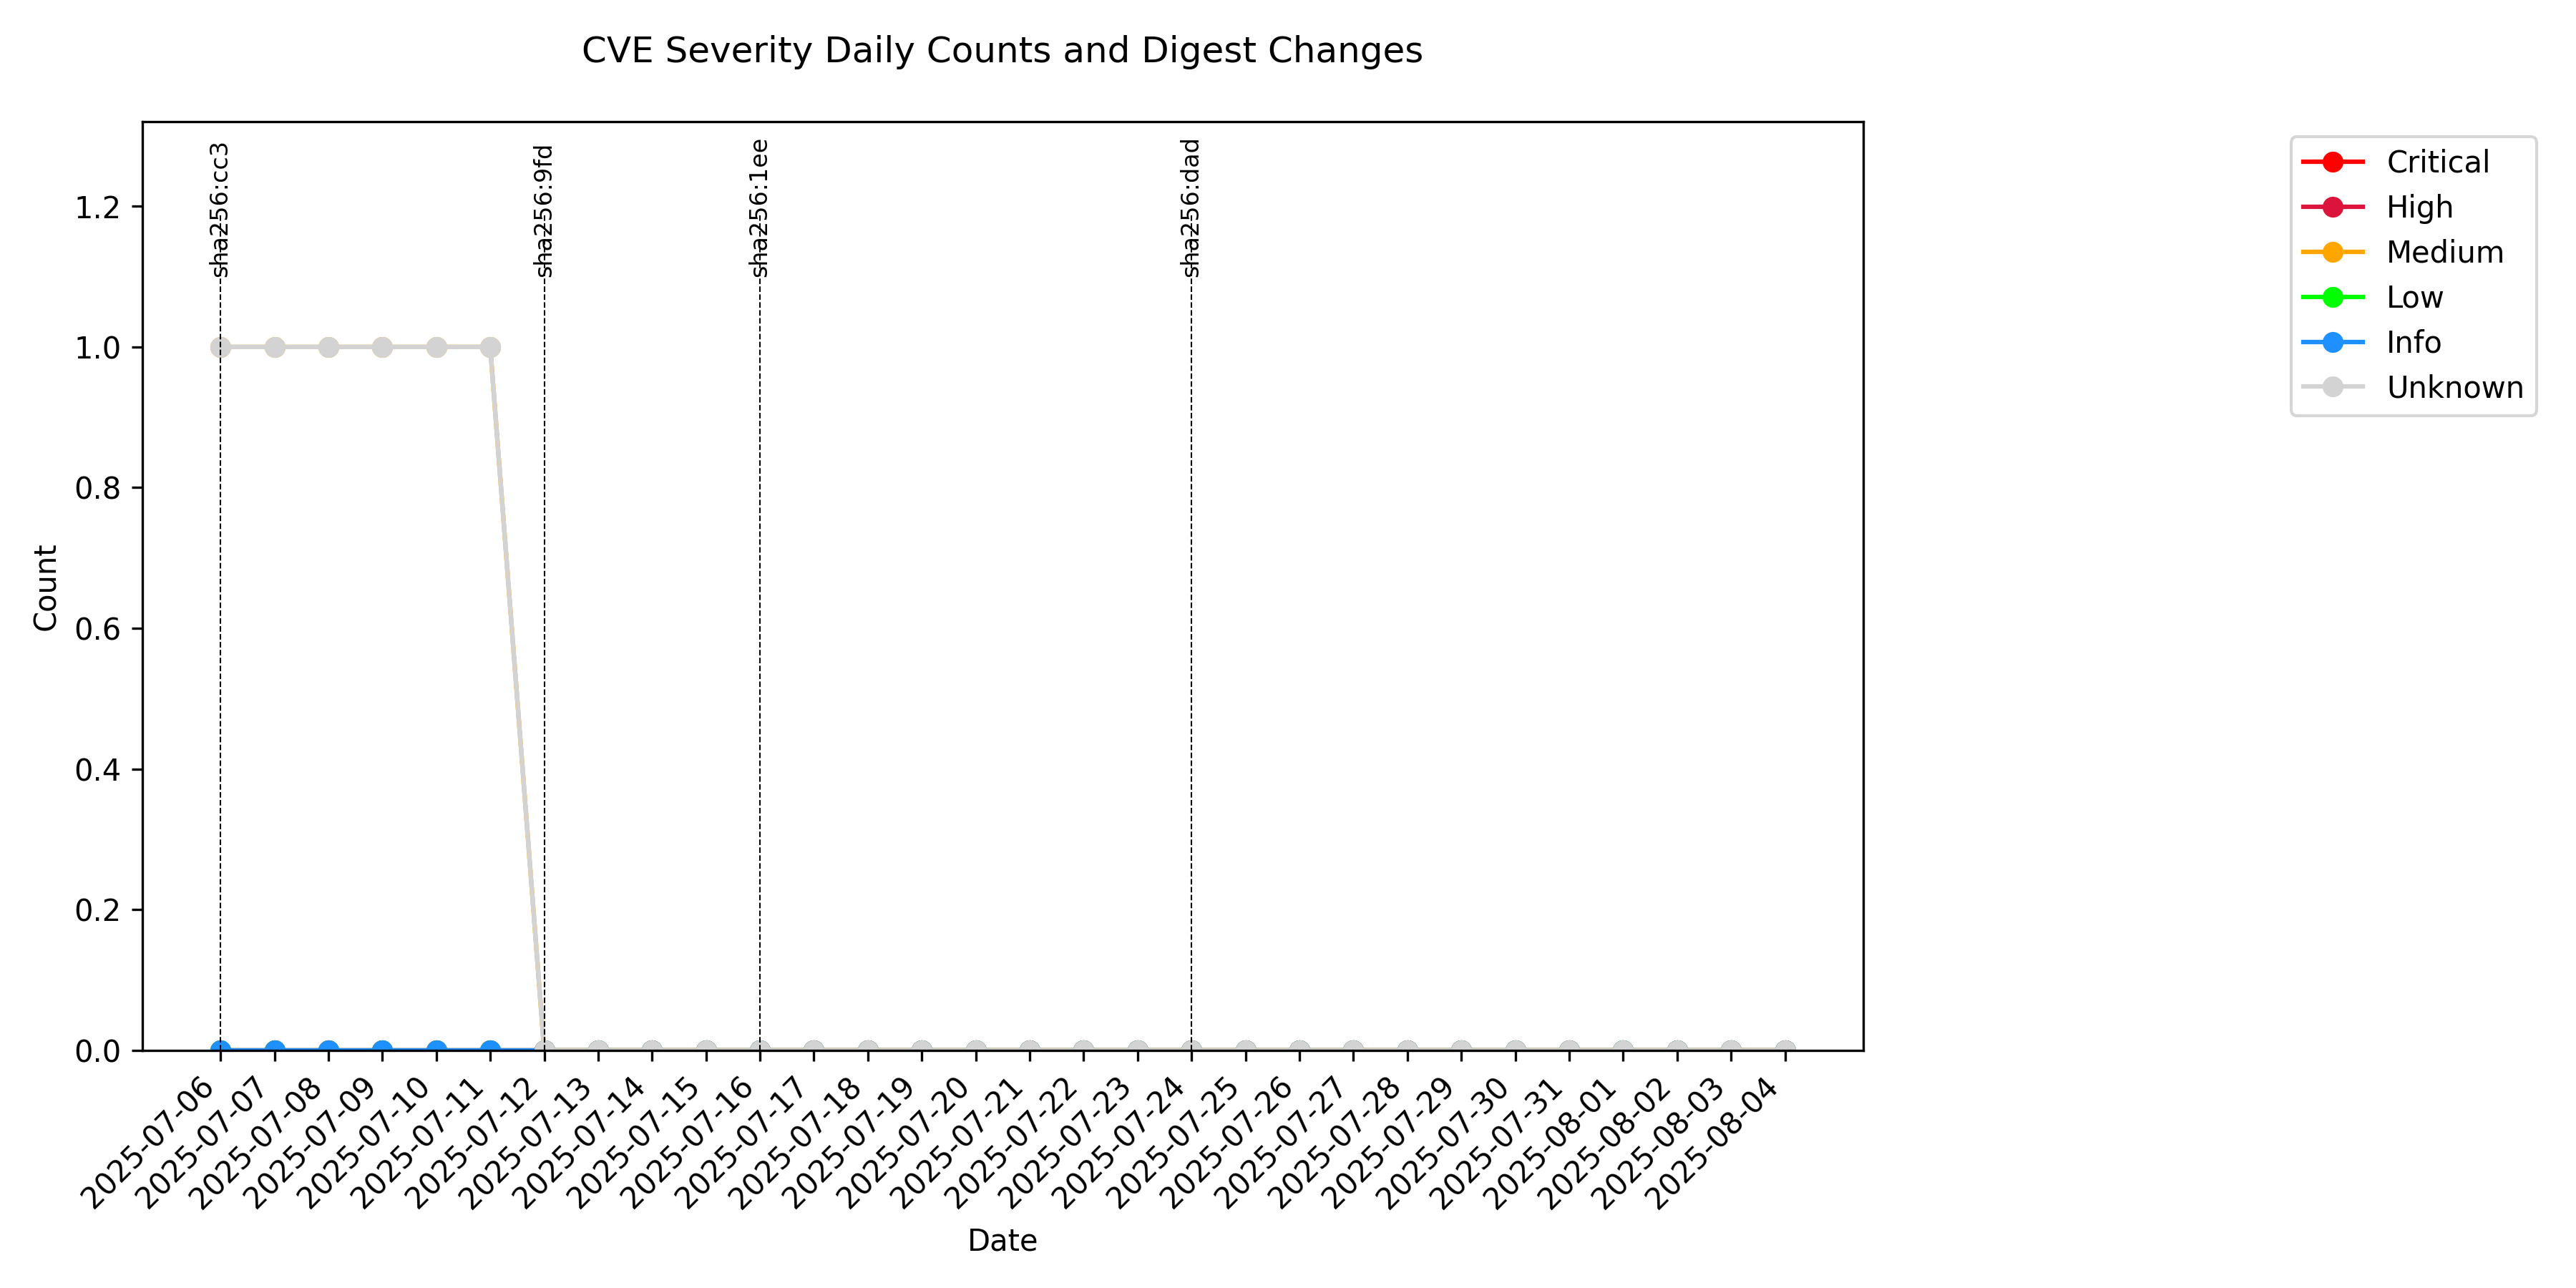 CVE Severity Daily Counts and Digest Changes
sha256:cc3
sha256:9fd
sha256:1ee
sha256:dad
Critical
High
Medium
Low
Info
Unknown
Count
1.2
1.0
0.8
0.6
0.4
0.2
0.0
2025-07-06
2025-07-07
2025-07-08
2025-07-09
2025-07-10
2025-07-11
2025-07-12
2025-07-13
2025-07-14
2025-07-15
2025-07-16
2025-07-17
2025-07-18
2025-07-19
2025-07-20
2025-07-21
2025-07-22
2025-07-23
2025-07-24
2025-07-25
2025-07-26
2025-07-27
2025-07-28
2025-07-29
2025-07-30
2025-07-31
2025-08-01
2025-08-02
2025-08-03
2025-08-04
Date